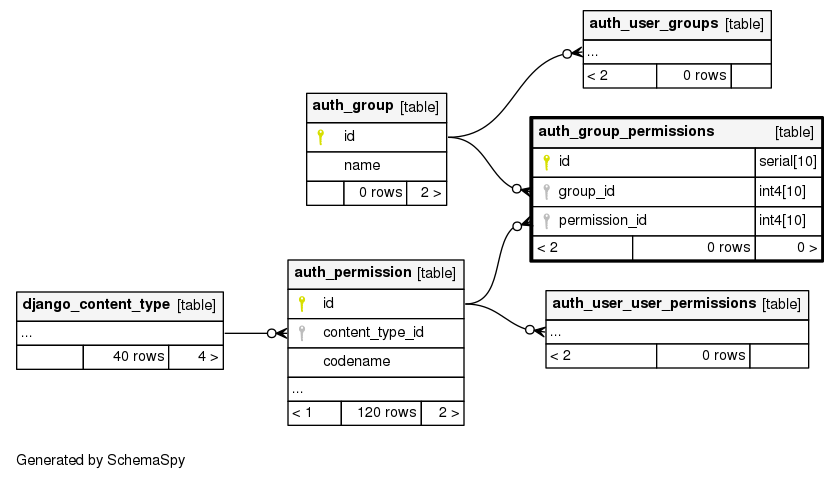 auth_user_groups [table]
...
< 2 0 rows
auth_group [table]
id
name
0 rows 2 >
auth_group_permissions [table]
id serial[10]
group_id int4[10]
permission_id int4[10]
< 2 0 rows 0 >
auth_permission [table]
id
content_type_id
codename
...
< 1 120 rows 2 >
django_content_type [table]
...
40 rows 4 >
auth_user_user_permissions [table]
...
< 2 0 rows
Generated by SchemaSpy